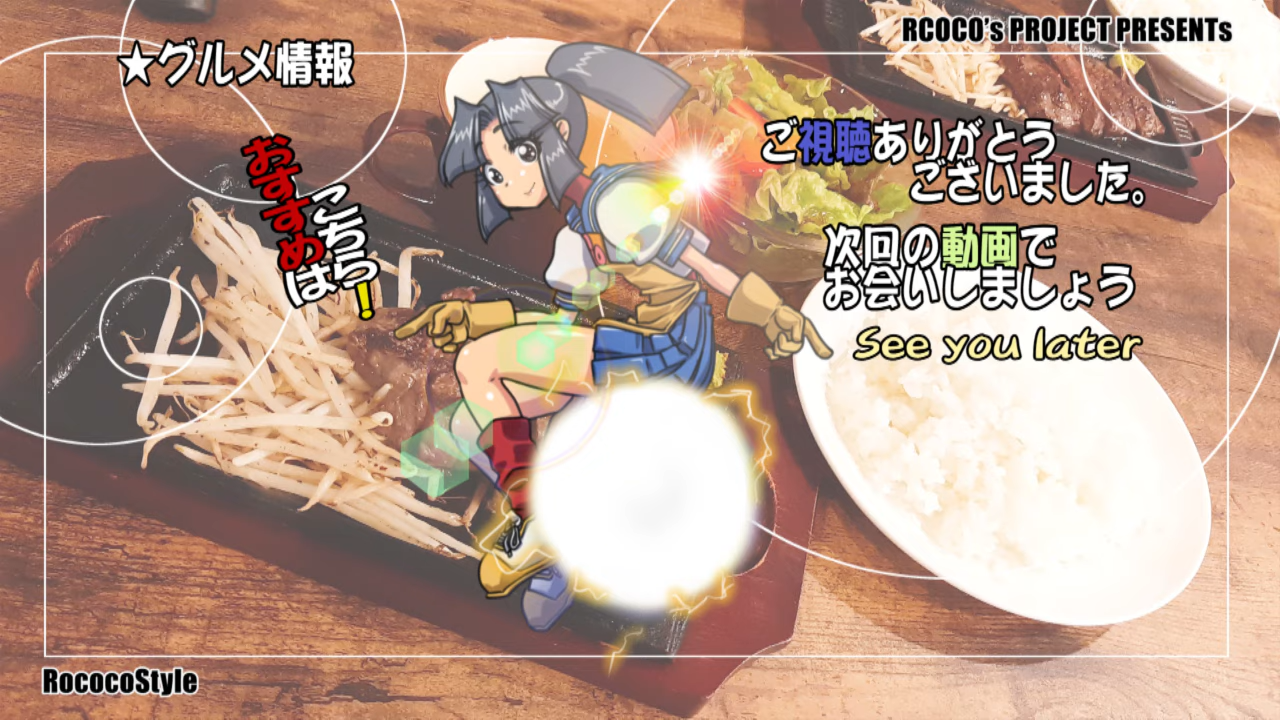 RCOCO's PROJECT PRESENTs
★グルメ情報
おすすめは
こちら!
ご視聴ありがとう
ございました。
次回の動画で
お会いしましょう
See you later
RococoStyle